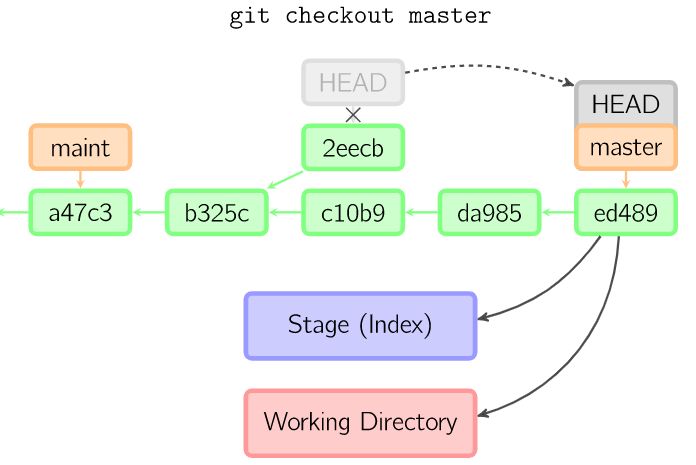 git checkout master
HEAD
HEAD
maint
2eecb
master
a47c3
b325c
c10b9
da985
ed489
Stage (Index)
Working Directory